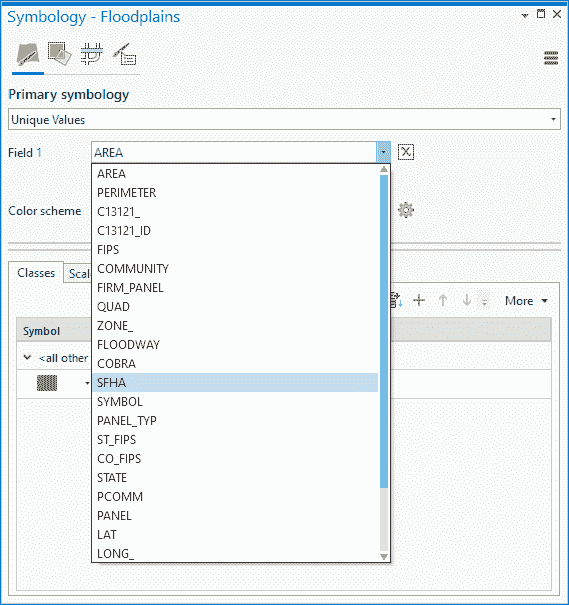 Symbology - Floodplains
Primary symbology
Unique Values
Field 1
AREA
AREA
PERIMETER
C13121_
C13121_ID
FIPS
COMMUNITY
FIRM_PANEL
QUAD
ZONE_
FLOODWAY
COBRA
SFHA
SYMBOL
PANEL_TYP
ST_FIPS
CO_FIPS
STATE
PCOMM
PANEL
LAT
LONG_
Color scheme
Classes
Scal
More
Symbol
<all other